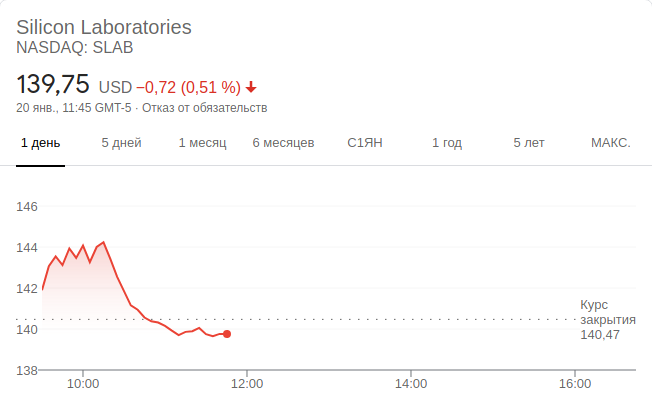 Silicon Laboratories
NASDAQ: SLAB
139,75 USD −0,72 (0,51 %)
20 янв., 11:45 GMT-5 · Отказ от обязательств
1 день 5 дней 1 месяц 6 месяцев С1ЯН 1 год 5 лет МАКС.
146
144
142
140
138
Курс
закрытия
140,47
10:00 12:00 14:00 16:00